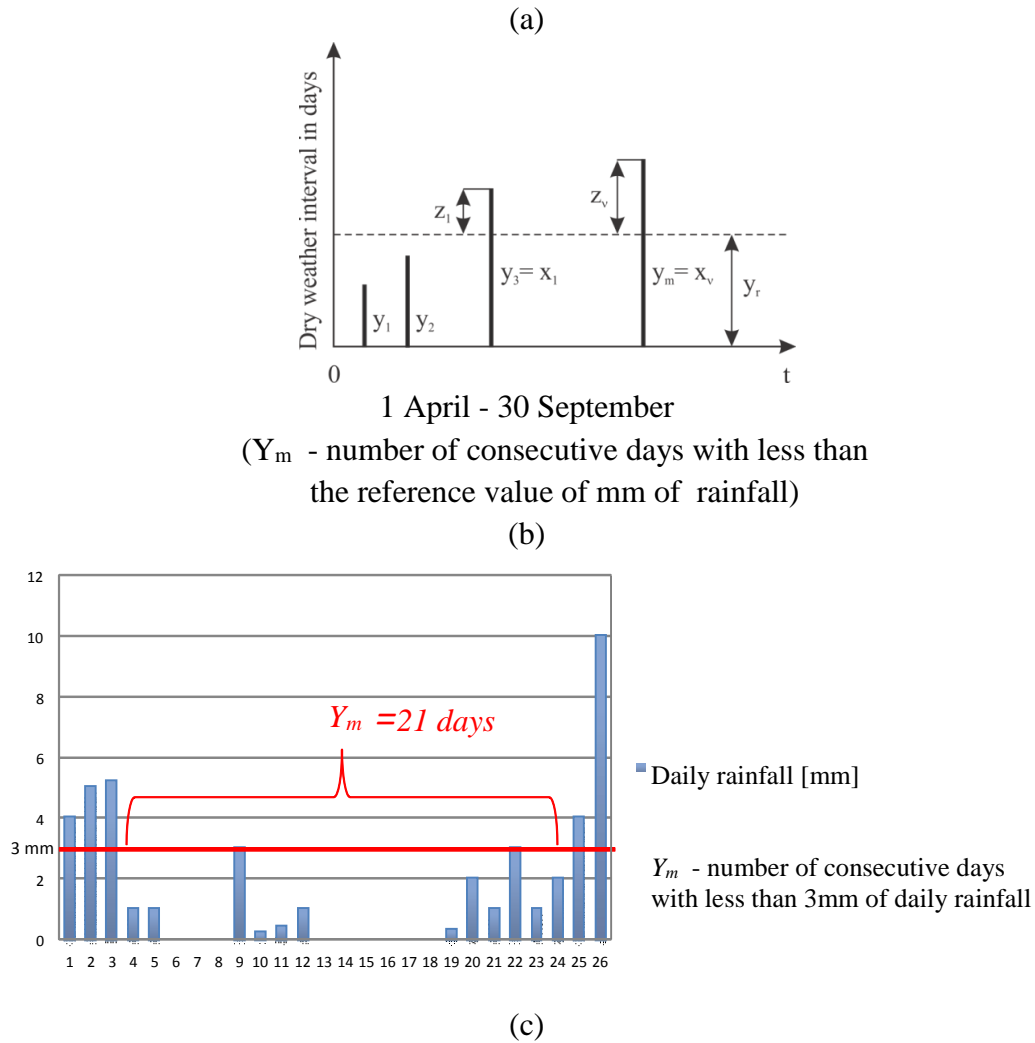 (a)
Dry weather interval in days
z₁
zᵥ
y₁
y₂
y₃= x₁
yₘ= xᵥ
yᵣ
0
t
1 April - 30 September
(Yₘ - number of consecutive days with less than
the reference value of mm of rainfall)
(b)
12
10
8
6
4
3 mm
2
0
Yₘ =21 days
1 2 3 4 5 6 7 8 9 10 11 12 13 14 15 16 17 18 19 20 21 22 23 24 25 26
Daily rainfall [mm]
Yₘ - number of consecutive days
with less than 3mm of daily rainfall
(c)